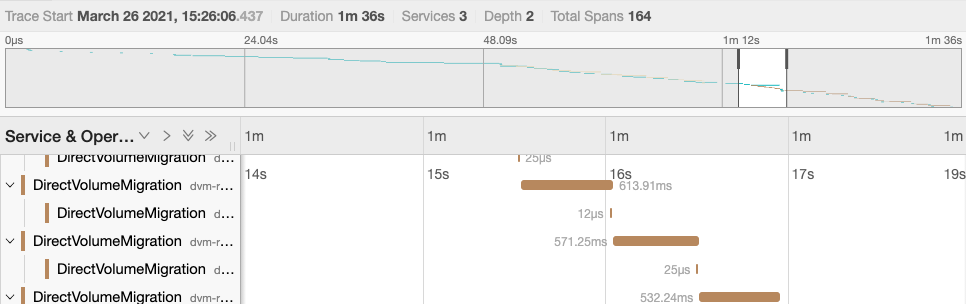 Trace Start March 26 2021, 15:26:06.437 Duration 1m 36s Services 3 Depth 2 Total Spans 164
0μs 24.04s 48.09s 1m 12s 1m 36s
Service & Oper... 1m 1m 1m 1m 1m
14s 15s 16s 17s 19s
DirectVolumeMigration d... 25μs
DirectVolumeMigration dvm-r... 613.91ms
DirectVolumeMigration d... 12μs
DirectVolumeMigration dvm-r... 571.25ms
DirectVolumeMigration d... 25μs
DirectVolumeMigration dvm-r... 532.24ms